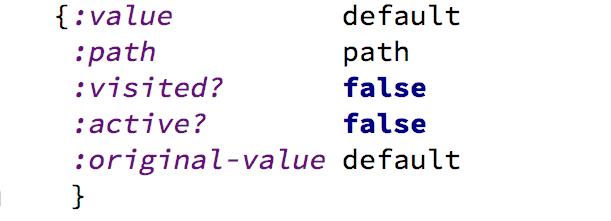 {:value default
:path path
:visited? false
:active? false
:original-value default
}